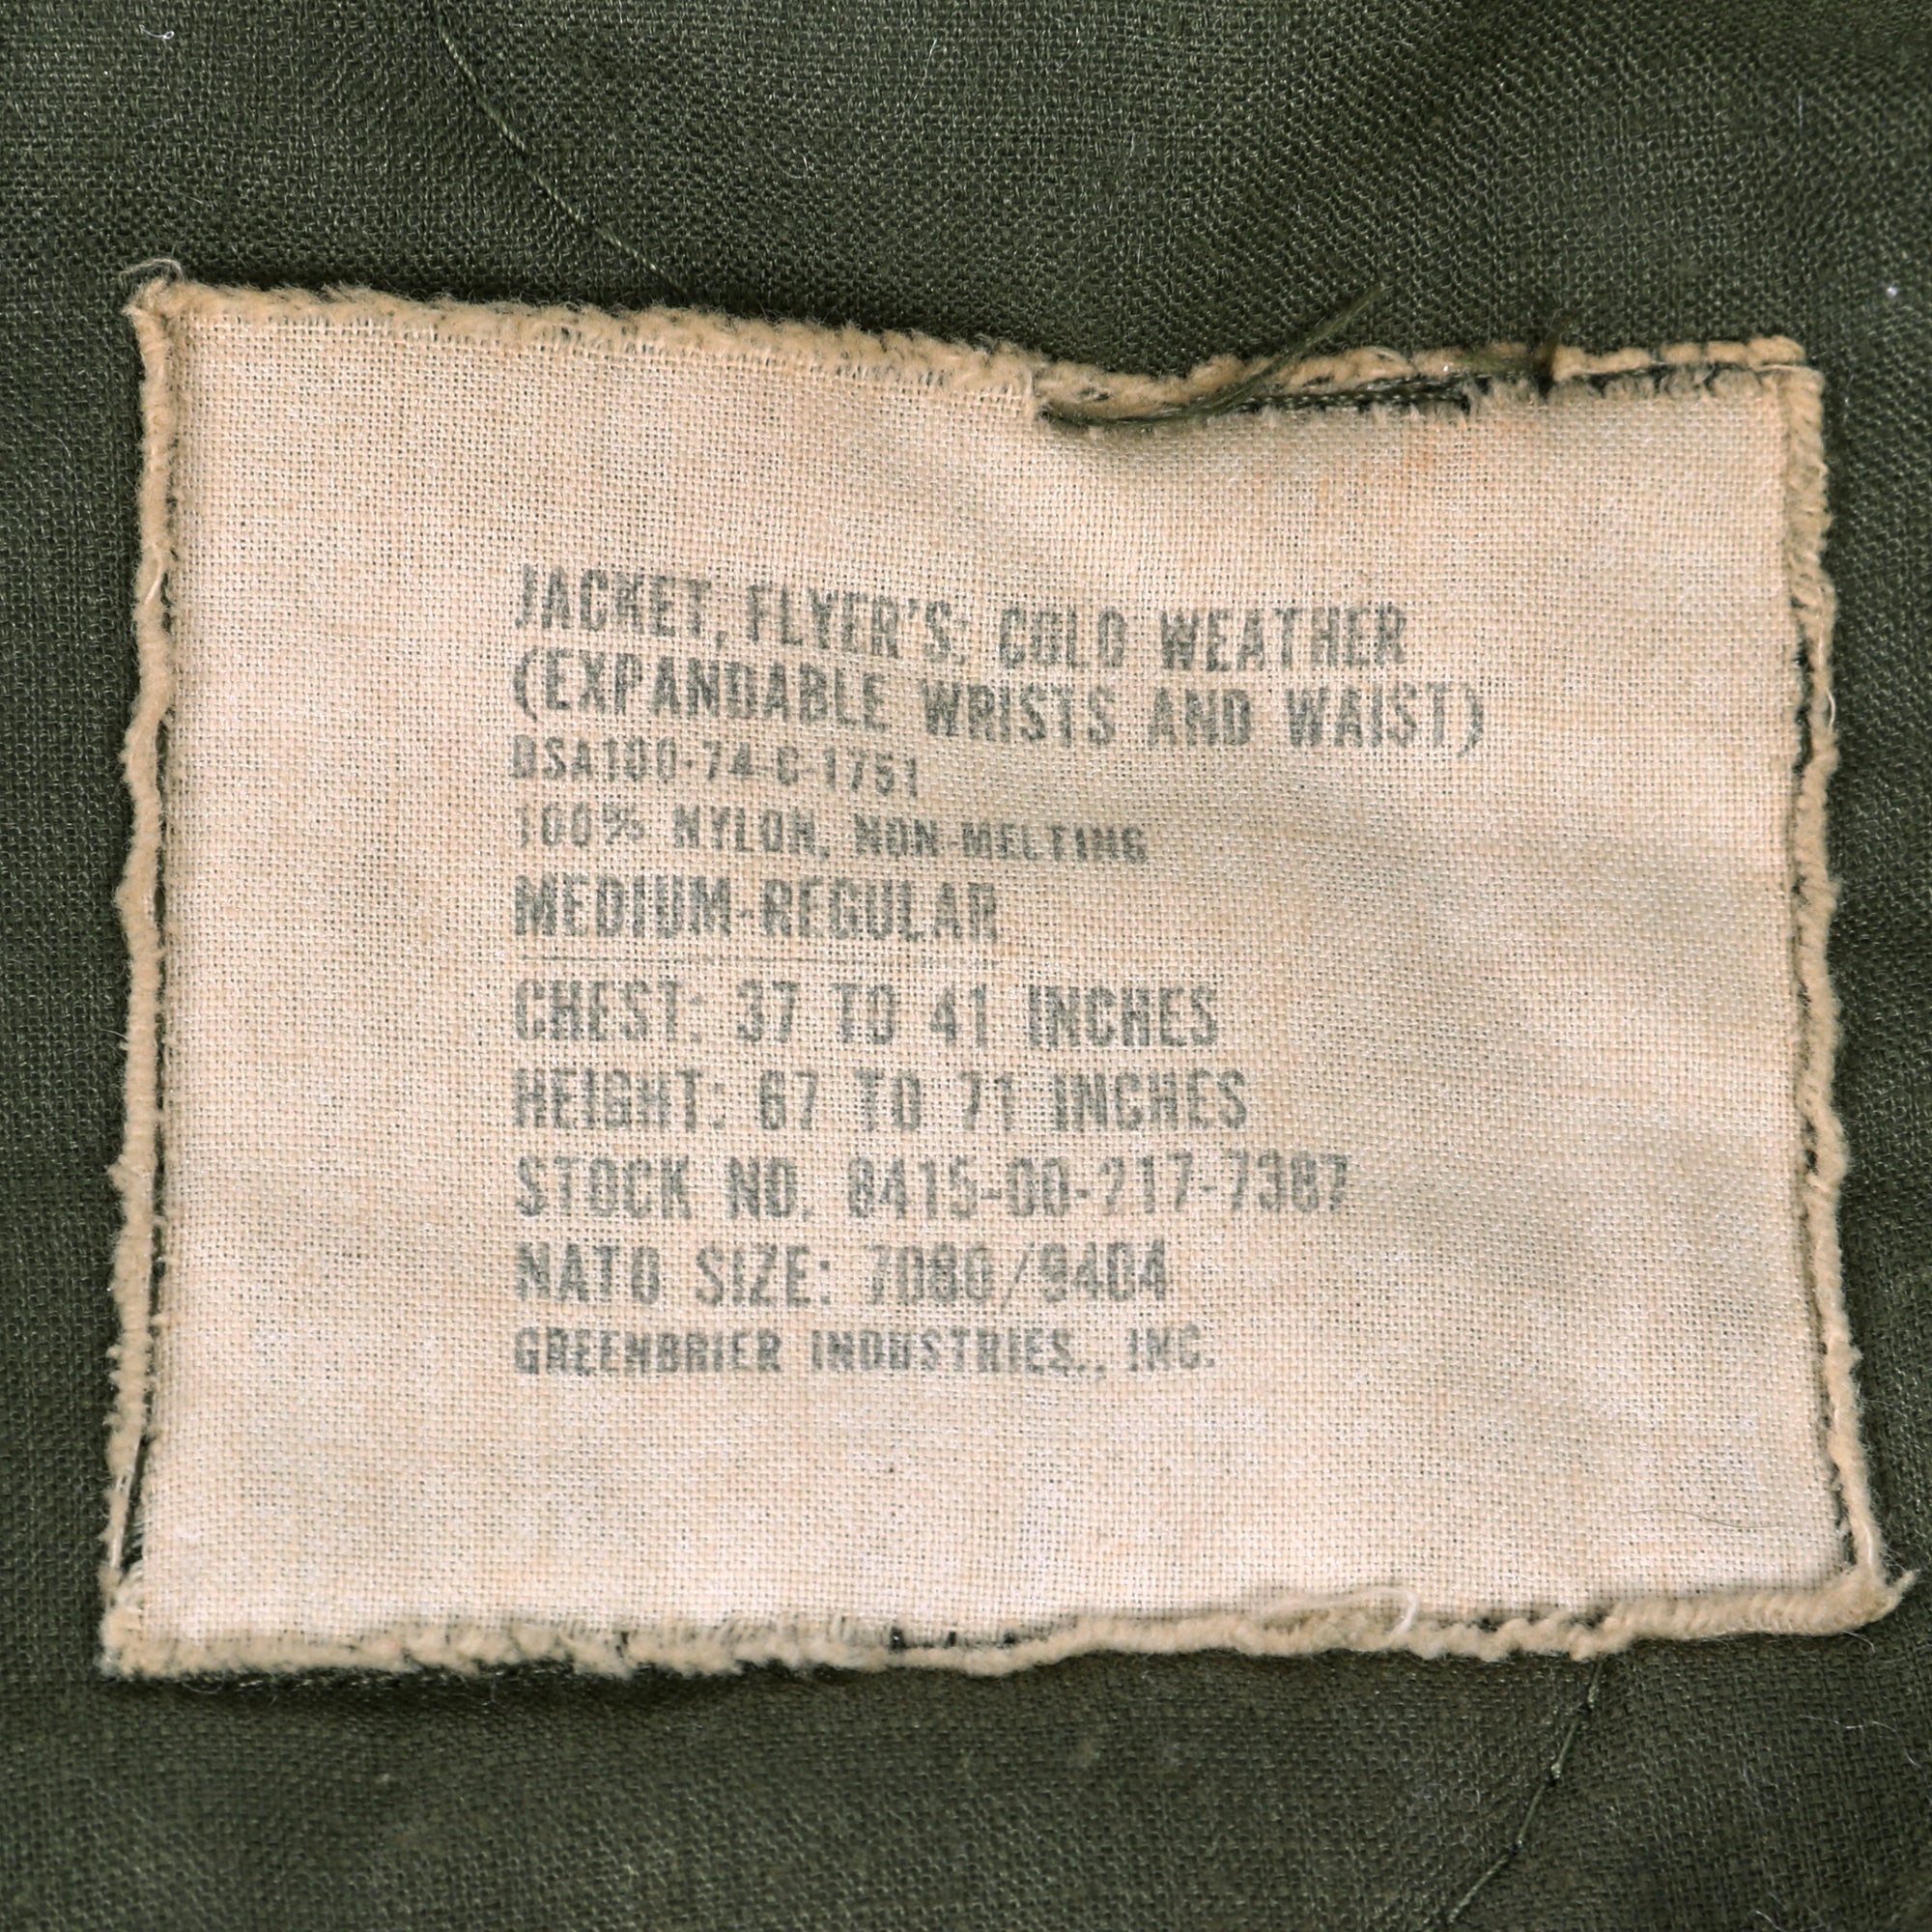 JACKET, FLYER'S: COLD WEATHER
(EXPANDABLE WRISTS AND WAIST)
DSA100-74-C-1751
100% NYLON, NON-MELTING
MEDIUM-REGULAR
CHEST: 37 TO 41 INCHES
HEIGHT: 67 TO 71 INCHES
STOCK NO. 8415-00-217-7387
NATO SIZE: 7080/9404
GREENBRIER INDUSTRIES., INC.